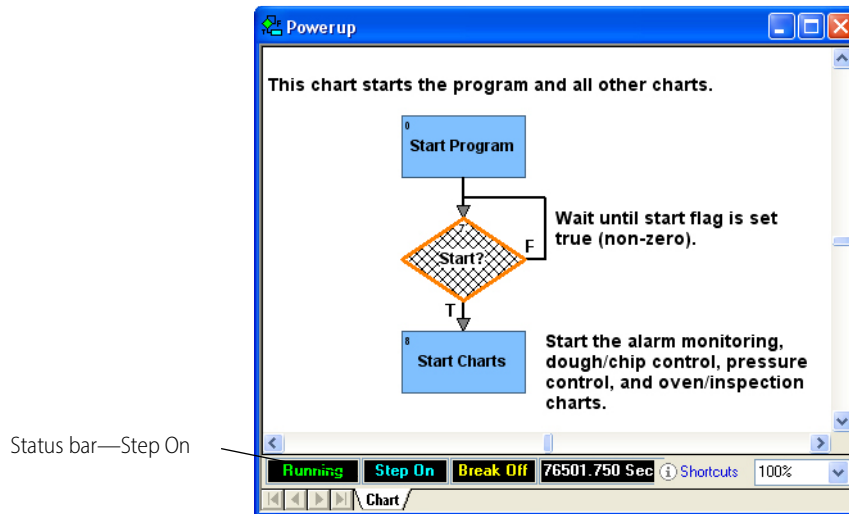 Powerup
This chart starts the program and all other charts.
0
Start Program
Wait until start flag is set
true (non-zero).
7
F
Start?
T
8
Start Charts
Start the alarm monitoring,
dough/chip control, pressure
control, and oven/inspection
charts.
Status bar—Step On
Running Step On Break Off 76501.750 Sec Shortcuts 100%
Chart